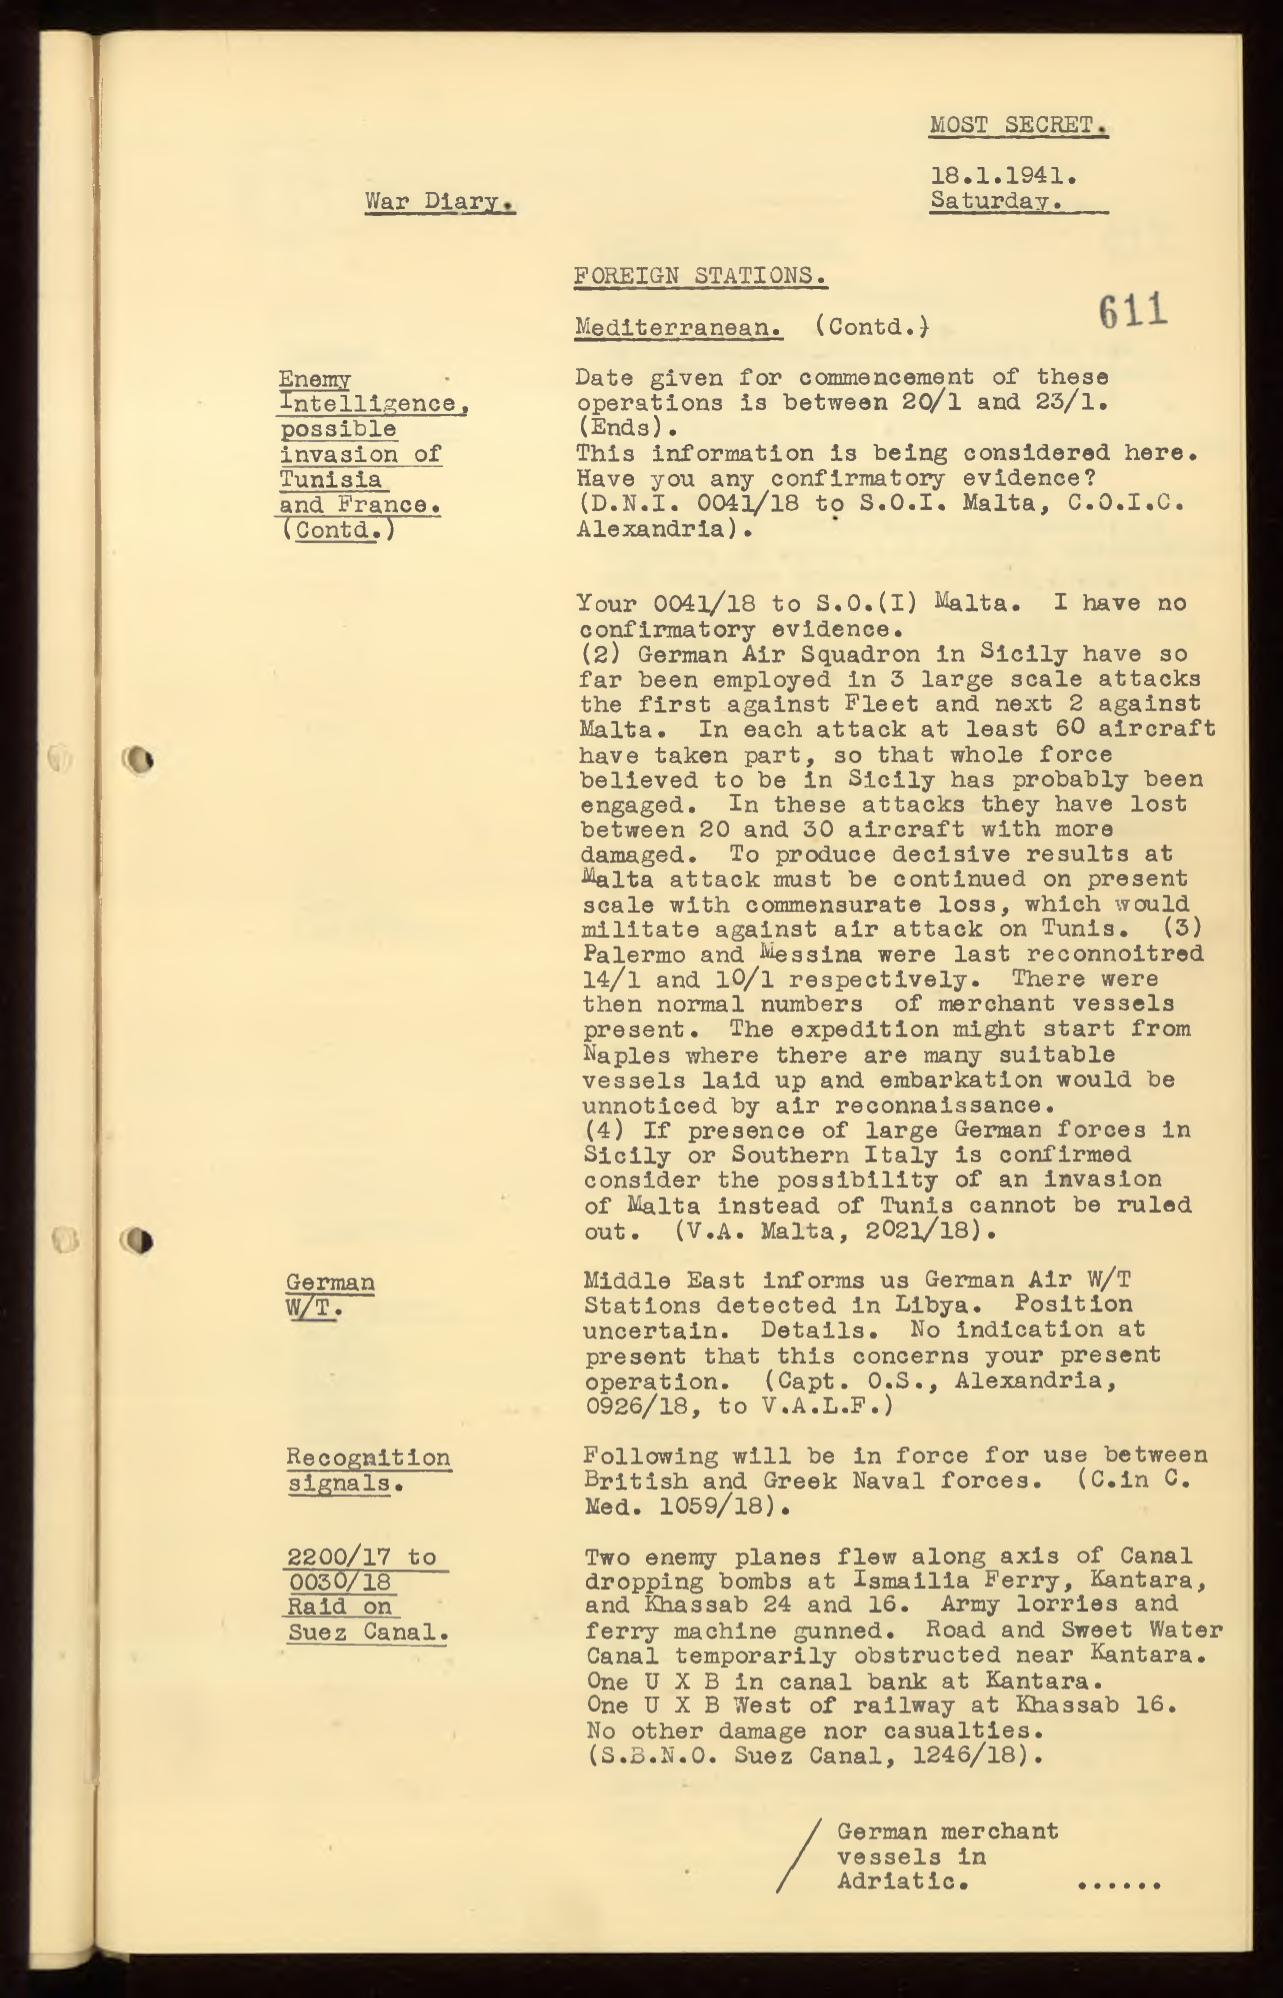 MOST SECRET.
18.1.1941.
War Diary.
Saturday.
FOREIGN STATIONS.
611
Mediterranean. (Contd.)
Enemy
Intelligence,
possible
invasion of
Tunisia
and France.
(Contd.)
Date given for commencement of these
operations is between 20/1 and 23/1.
(Ends).
This information is being considered here.
Have you any confirmatory evidence?
(D.N.I. 0041/18 to S.O.I. Malta, C.O.I.C.
Alexandria).
Your 0041/18 to S.O.(I) Malta. I have no
confirmatory evidence.
(2) German Air Squadron in Sicily have so
far been employed in 3 large scale attacks
the first against Fleet and next 2 against
Malta. In each attack at least 60 aircraft
have taken part, so that whole force
believed to be in Sicily has probably been
engaged. In these attacks they have lost
between 20 and 30 aircraft with more
damaged. To produce decisive results at
Malta attack must be continued on present
scale with commensurate loss, which would
militate against air attack on Tunis. (3)
Palermo and Messina were last reconnoitred
14/1 and 10/1 respectively. There were
then normal numbers of merchant vessels
present. The expedition might start from
Naples where there are many suitable
vessels laid up and embarkation would be
unnoticed by air reconnaissance.
(4) If presence of large German forces in
Sicily or Southern Italy is confirmed
consider the possibility of an invasion
of Malta instead of Tunis cannot be ruled
out. (V.A. Malta, 2021/18).
German
W/T.
Middle East informs us German Air W/T
Stations detected in Libya. Position
uncertain. Details. No indication at
present that this concerns your present
operation. (Capt. O.S., Alexandria,
0926/18, to V.A.L.F.)
Recognition
signals.
Following will be in force for use between
British and Greek Naval forces. (C.in C.
Med. 1059/18).
2200/17 to
0030/18
Raid on
Suez Canal.
Two enemy planes flew along axis of Canal
dropping bombs at Ismailia Ferry, Kantara,
and Khassab 24 and 16. Army lorries and
ferry machine gunned. Road and Sweet Water
Canal temporarily obstructed near Kantara.
One U X B in canal bank at Kantara.
One U X B West of railway at Khassab 16.
No other damage nor casualties.
(S.B.N.O. Suez Canal, 1246/18).
/ German merchant
vessels in
Adriatic. ......